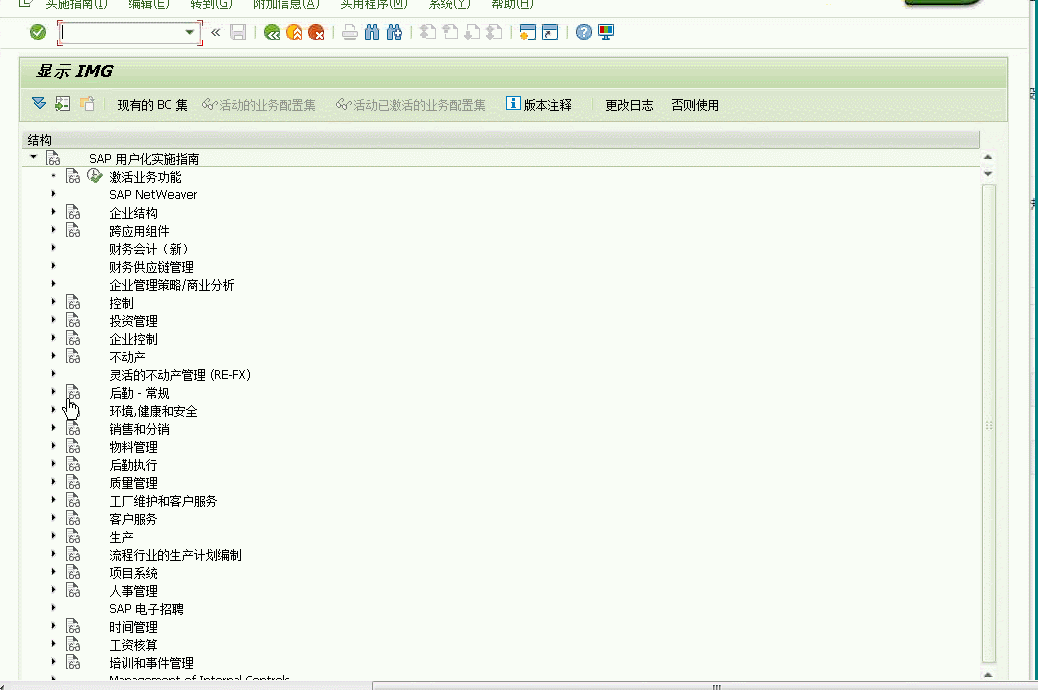 实施指南(I) 编辑(E) 转到(G) 附加信息(A) 实用程序(M) 系统(Y) 帮助(H)
显示 IMG
现有的 BC 集 活动的业务配置集 活动已激活的业务配置集 版本注释 更改日志 否则使用
结构
SAP 用户化实施指南
激活业务功能
SAP NetWeaver
企业结构
跨应用组件
财务会计（新）
财务供应链管理
企业管理策略/商业分析
控制
投资管理
企业控制
不动产
灵活的不动产管理 (RE-FX)
后勤 - 常规
环境,健康和安全
销售和分销
物料管理
后勤执行
质量管理
工厂维护和客户服务
客户服务
生产
流程行业的生产计划编制
项目系统
人事管理
SAP 电子招聘
时间管理
工资核算
培训和事件管理
Management of Internal Controls